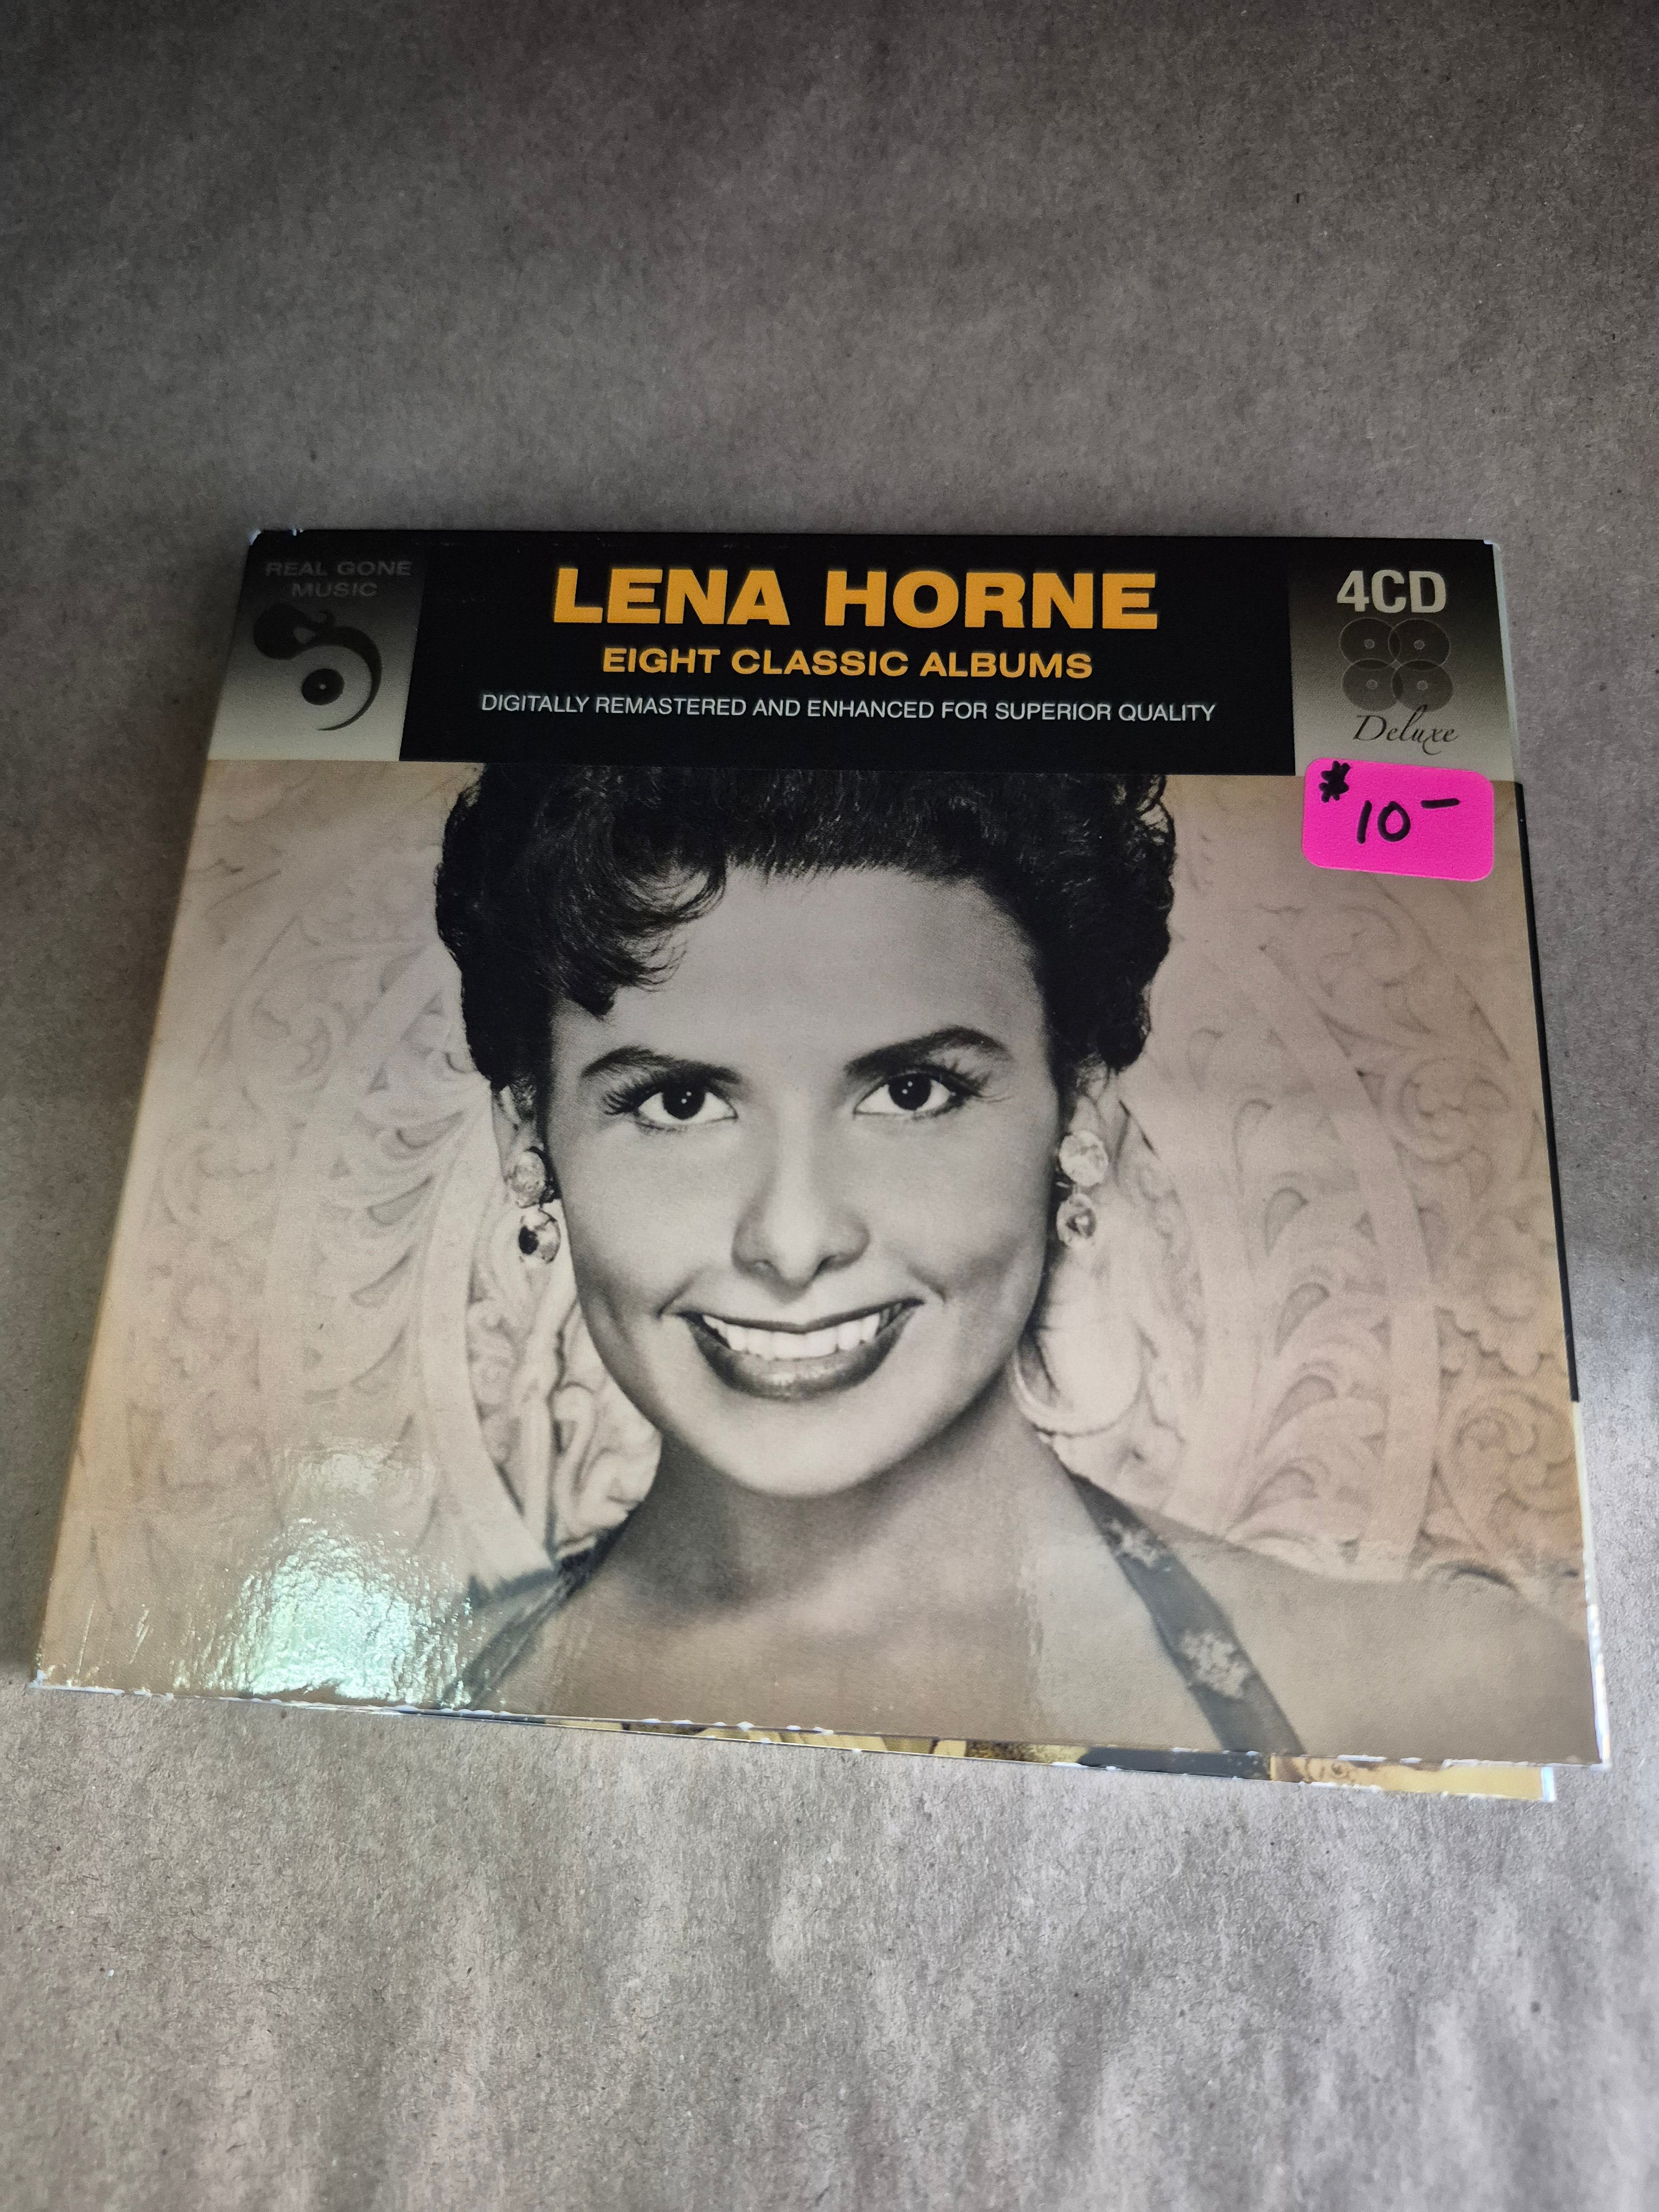 REAL GONE
MUSIC
LENA HORNE
EIGHT CLASSIC ALBUMS
DIGITALLY REMASTERED AND ENHANCED FOR SUPERIOR QUALITY
4CD
Deluxe
$10-